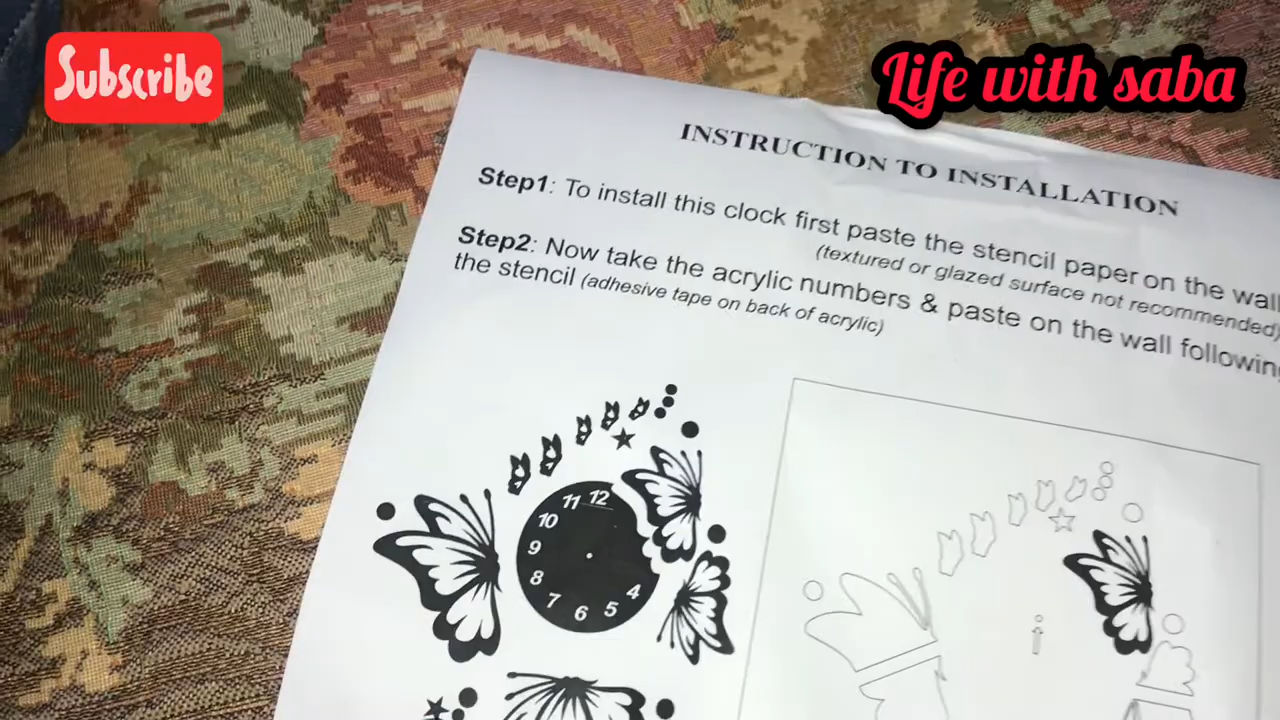 Subscribe
Life with saba
INSTRUCTION TO INSTALLATION
Step1: To install this clock first paste the stencil paper on the wall
(textured or glazed surface not recommended)
Step2: Now take the acrylic numbers & paste on the wall following
the stencil (adhesive tape on back of acrylic)
11 12
10
9
8
7
6
5
4